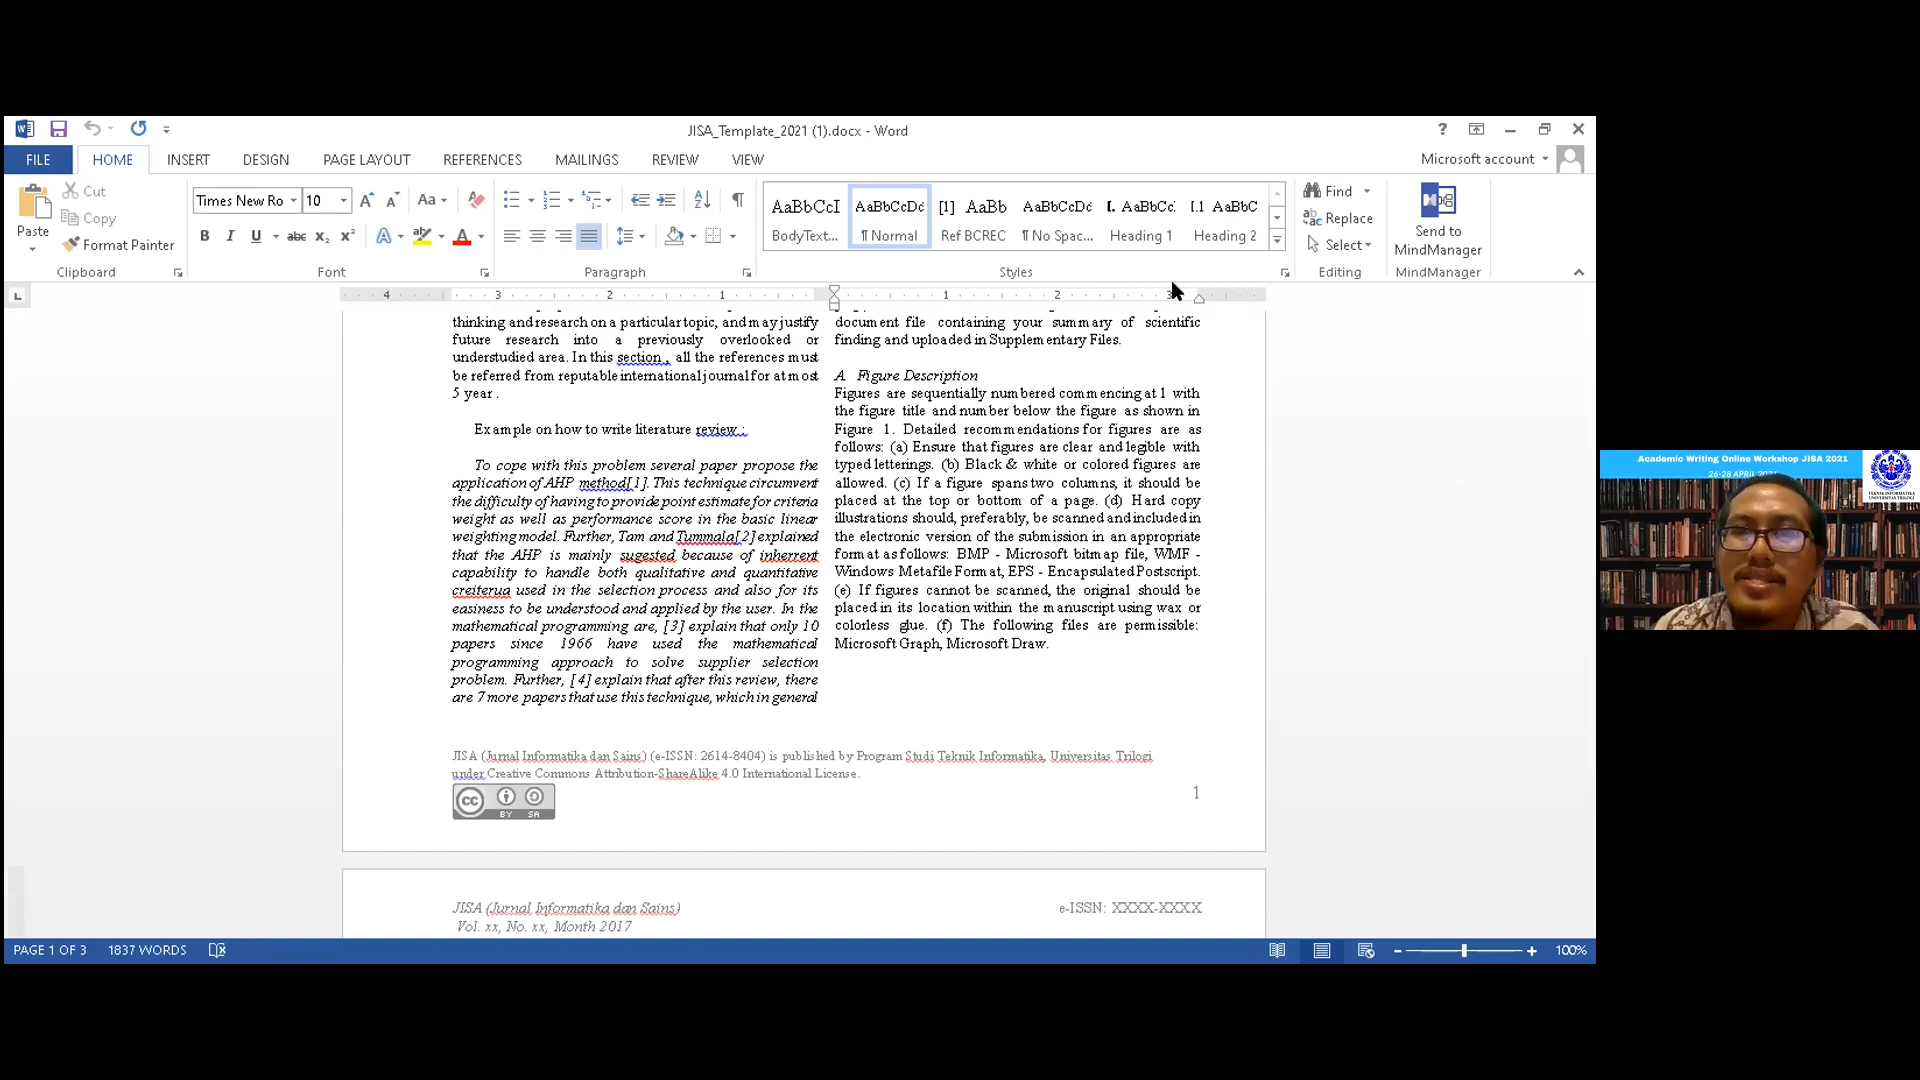 JISA_Template_2021 (1).docx - Word
FILE HOME INSERT DESIGN PAGE LAYOUT REFERENCES MAILINGS REVIEW VIEW
Microsoft account
Paste
Cut
Copy
Format Painter
Clipboard
Times New Ro 10
Font
Paragraph
AaBbCcI AaBbCcDc [1] AaBb AaBbCcDc I. AaBbCc. I.1 AaBbC
BodyText... ¶ Normal Ref BCREC ¶ No Spac... Heading 1 Heading 2
Styles
Find
Replace
Select
Editing
Send to
MindManager
MindManager
4 3 2 1 1 2 3
thinking and research on a particular topic, and may justify
future research into a previously overlooked or
understudied area. In this section , all the references must
be referred from reputable international journal for at most
5 year .
Example on how to write literature review :
To cope with this problem several paper propose the
application of AHP method[1]. This technique circumvent
the difficulty of having to provide point estimate for criteria
weight as well as performance score in the basic linear
weighting model. Further, Tam and Tummala[2] explained
that the AHP is mainly sugested because of inherrent
capability to handle both qualitative and quantitative
creiterua used in the selection process and also for its
easiness to be understood and applied by the user. In the
mathematical programming are, [3] explain that only 10
papers since 1966 have used the mathematical
programming approach to solve supplier selection
problem. Further, [4] explain that after this review, there
are 7 more papers that use this technique, which in general
document file containing your summary of scientific
finding and uploaded in Supplementary Files.
A Figure Description
Figures are sequentially numbered commencing at 1 with
the figure title and number below the figure as shown in
Figure 1. Detailed recommendations for figures are as
follows: (a) Ensure that figures are clear and legible with
typed letterings. (b) Black & white or colored figures are
allowed. (c) If a figure spans two columns, it should be
placed at the top or bottom of a page. (d) Hard copy
illustrations should, preferably, be scanned and included in
the electronic version of the submission in an appropriate
format as follows: BMP - Microsoft bitmap file, WMF -
Windows Metafile Format, EPS - Encapsulated Postscript.
(e) If figures cannot be scanned, the original should be
placed in its location within the manuscript using wax or
colorless glue. (f) The following files are permissible:
Microsoft Graph, Microsoft Draw.
JISA (Jurnal Informatika dan Sains) (e-ISSN: 2614-8404) is published by Program Studi Teknik Informatika, Universitas Trilogi
under Creative Commons Attribution-ShareAlike 4.0 International License.
cc BY SA
1
JISA (Jurnal Informatika dan Sains) e-ISSN: XXXX-XXXX
Vol. xx, No. xx, Month 2017
PAGE 1 OF 3 1837 WORDS
100%
Academic Writing Online Workshop JISA 2021
26-28 APRIL 2021
TEKNIK INFORMATIKA
UNIVERSITAS TRILOGI